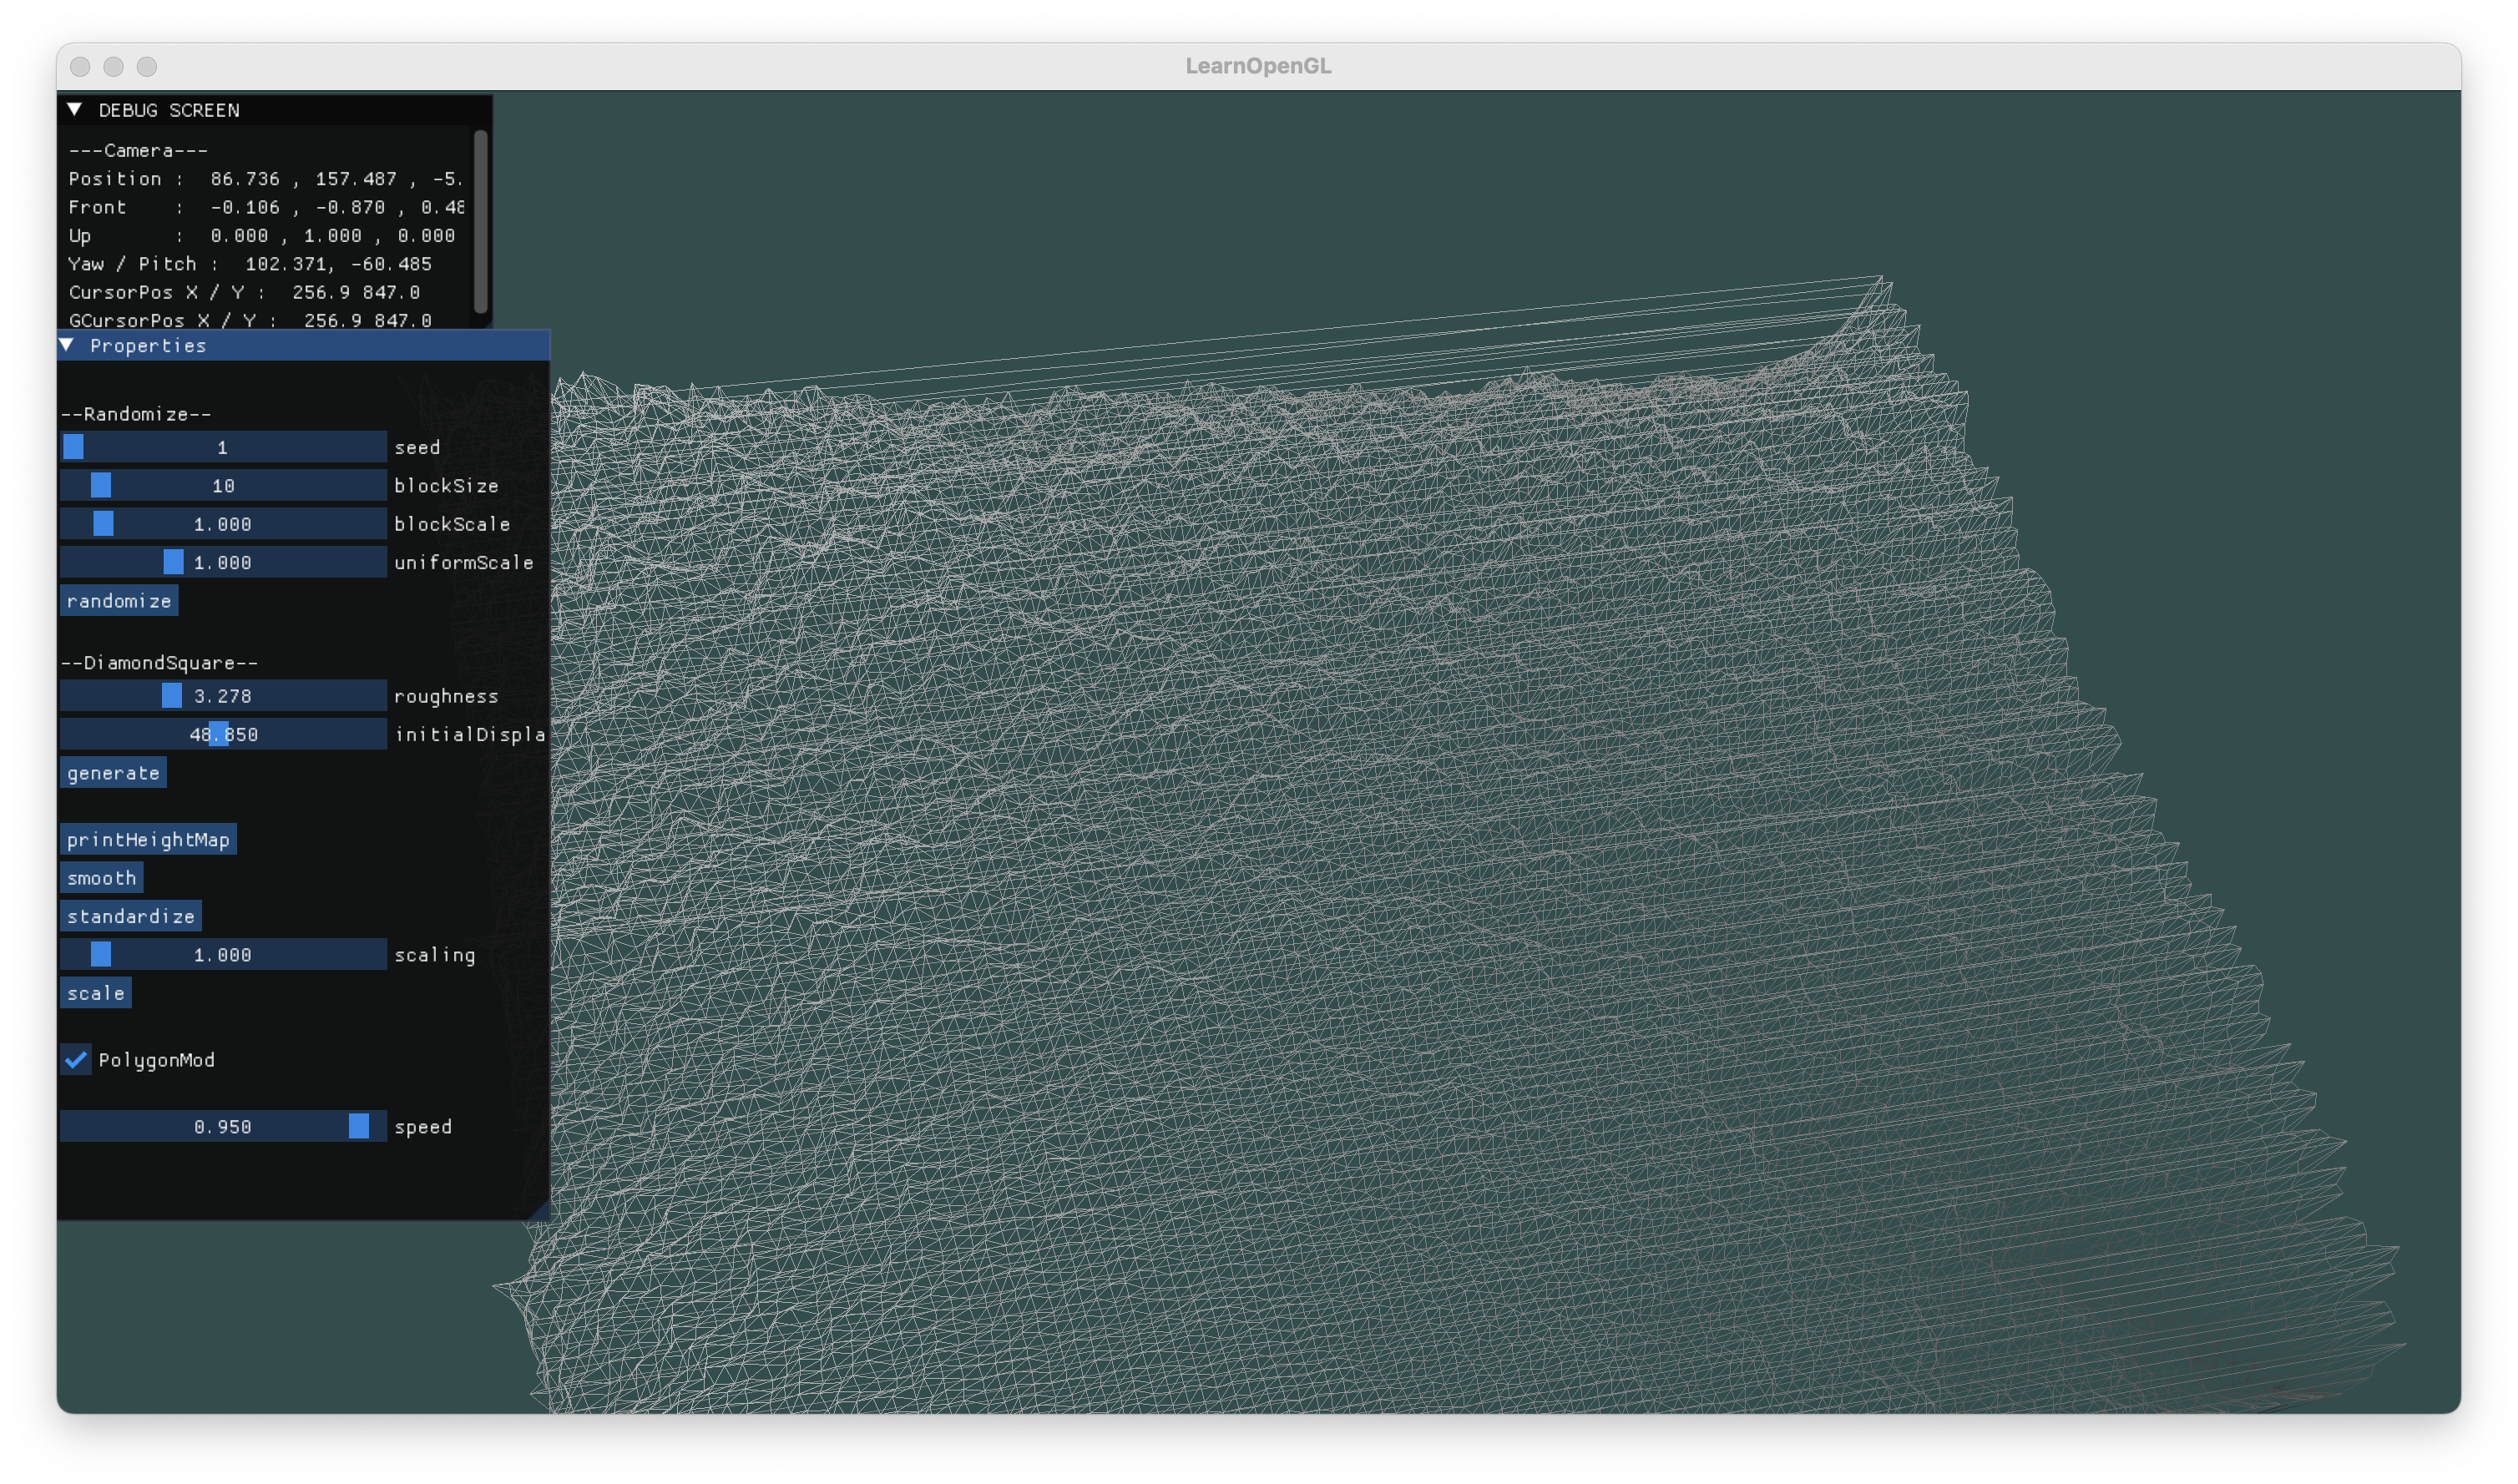 LearnOpenGL
DEBUG SCREEN
---Camera---
Position : 86.736 , 157.487 , -5.
Front : -0.106 , -0.870 , 0.48
Up : 0.000 , 1.000 , 0.000
Yaw / Pitch : 102.371, -60.485
CursorPos X / Y : 256.9 847.0
GCursorPos X / Y : 256.9 847.0
Properties
--Randomize--
1 seed
10 blockSize
1.000 blockScale
1.000 uniformScale
randomize
--DiamondSquare--
3.278 roughness
48.850 initialDispla
generate
printHeightMap
smooth
standardize
1.000 scaling
scale
PolygonMod
0.950 speed